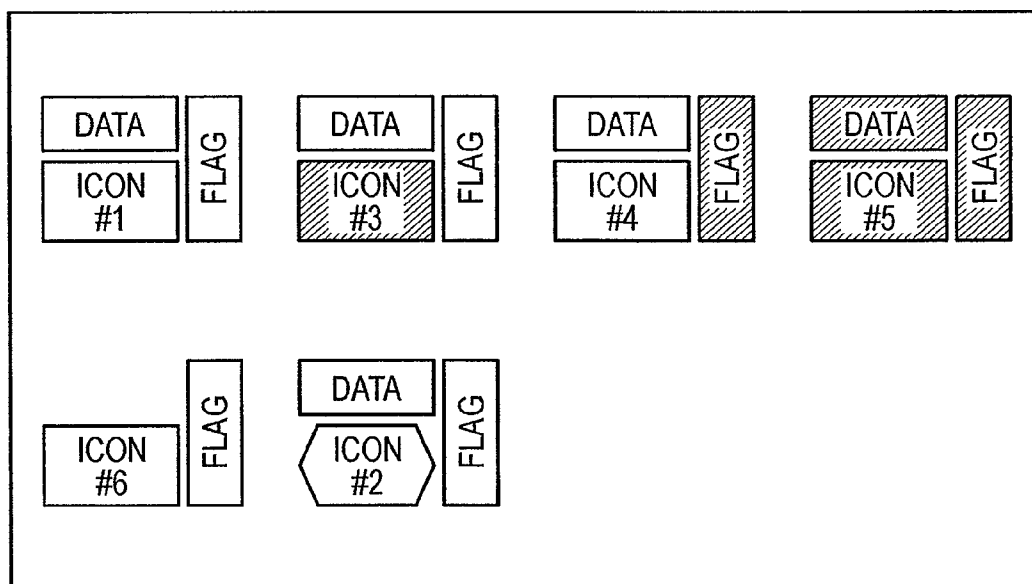 DATA
ICON
#1
FLAG
DATA
ICON
#3
FLAG
DATA
ICON
#4
FLAG
DATA
ICON
#5
FLAG
ICON
#6
FLAG
DATA
ICON
#2
FLAG